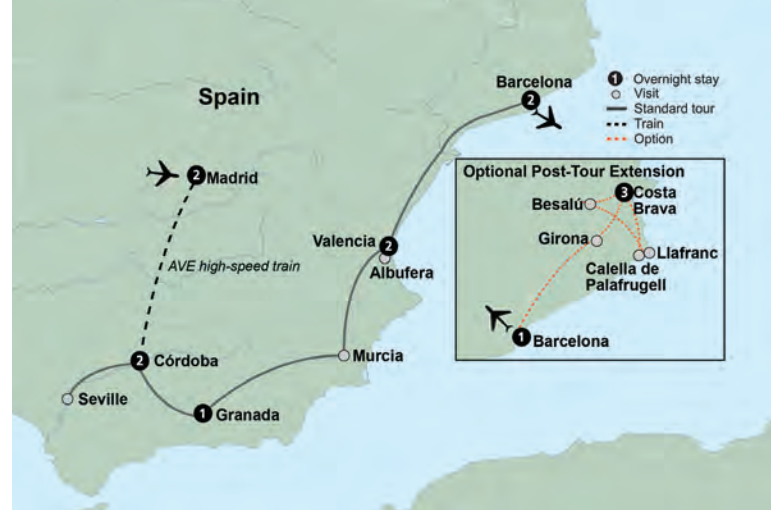 Spain
Barcelona
2
1 Overnight stay
Visit
Standard tour
Train
Option
2 Madrid
AVE high-speed train
Valencia 2
Albufera
2 Córdoba
Seville
1 Granada
Murcia
Optional Post-Tour Extension
3 Costa
Brava
Besalú
Girona
Llafranc
Calella de
Palafrugell
1 Barcelona